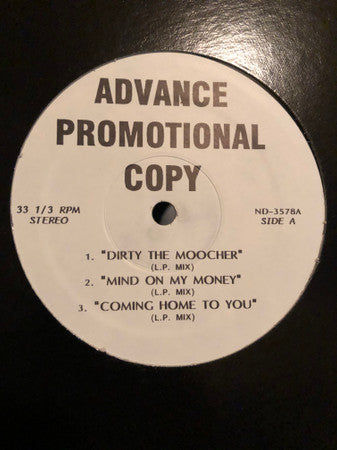 ADVANCE
PROMOTIONAL
COPY
33 1/3 RPM
STEREO
ND-3578A
SIDE A
1. "DIRTY THE MOOCHER"
(L.P. MIX)
2. "MIND ON MY MONEY"
(L.P. MIX)
3. "COMING HOME TO YOU"
(L.P. MIX)